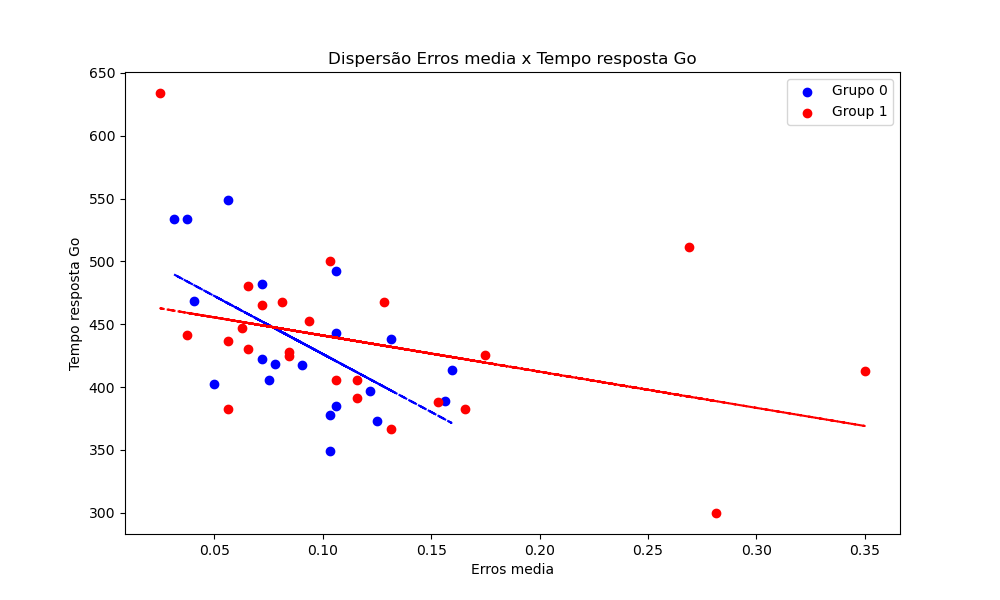 Dispersão Erros media x Tempo resposta Go
Grupo 0
Group 1
Tempo resposta Go
650
600
550
500
450
400
350
300
0.05 0.10 0.15 0.20 0.25 0.30 0.35
Erros media